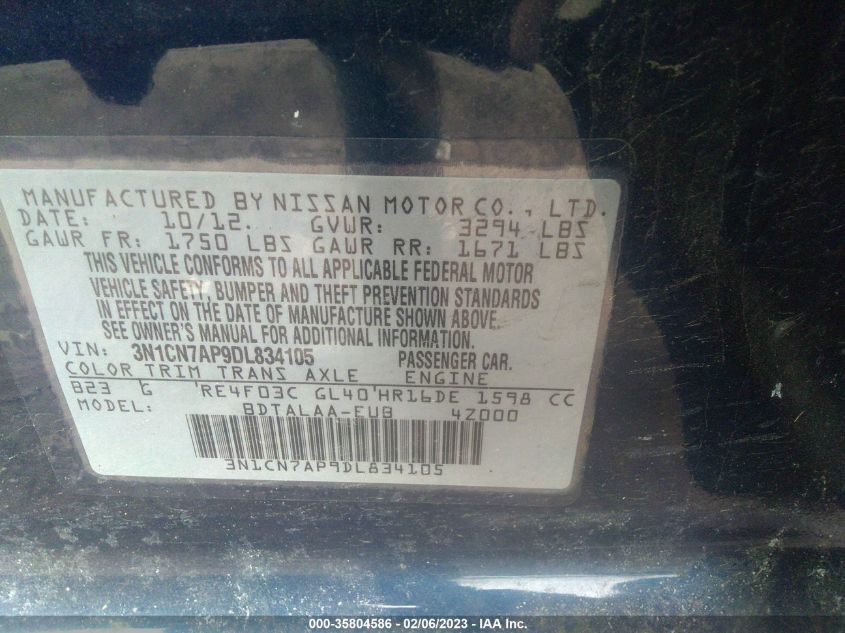 MANUFACTURED BY NISSAN MOTOR CO., LTD.
DATE: 10/12. GVWR: 3294 LBS
GAWR FR: 1750 LBS GAWR RR: 1671 LBS
THIS VEHICLE CONFORMS TO ALL APPLICABLE FEDERAL MOTOR
VEHICLE SAFETY, BUMPER AND THEFT PREVENTION STANDARDS
IN EFFECT ON THE DATE OF MANUFACTURE SHOWN ABOVE.
SEE OWNER'S MANUAL FOR ADDITIONAL INFORMATION.
VIN: 3N1CN7AP9DL834105 PASSENGER CAR.
COLOR TRIM TRANS AXLE ENGINE
B23 G 'RE4F03C GL40'HR16DE 1598 CC
MODEL: BDTALAA-EUB 4Z000
3N1CN7AP9DL834105
000-35804586 - 02/06/2023 - IAA Inc.